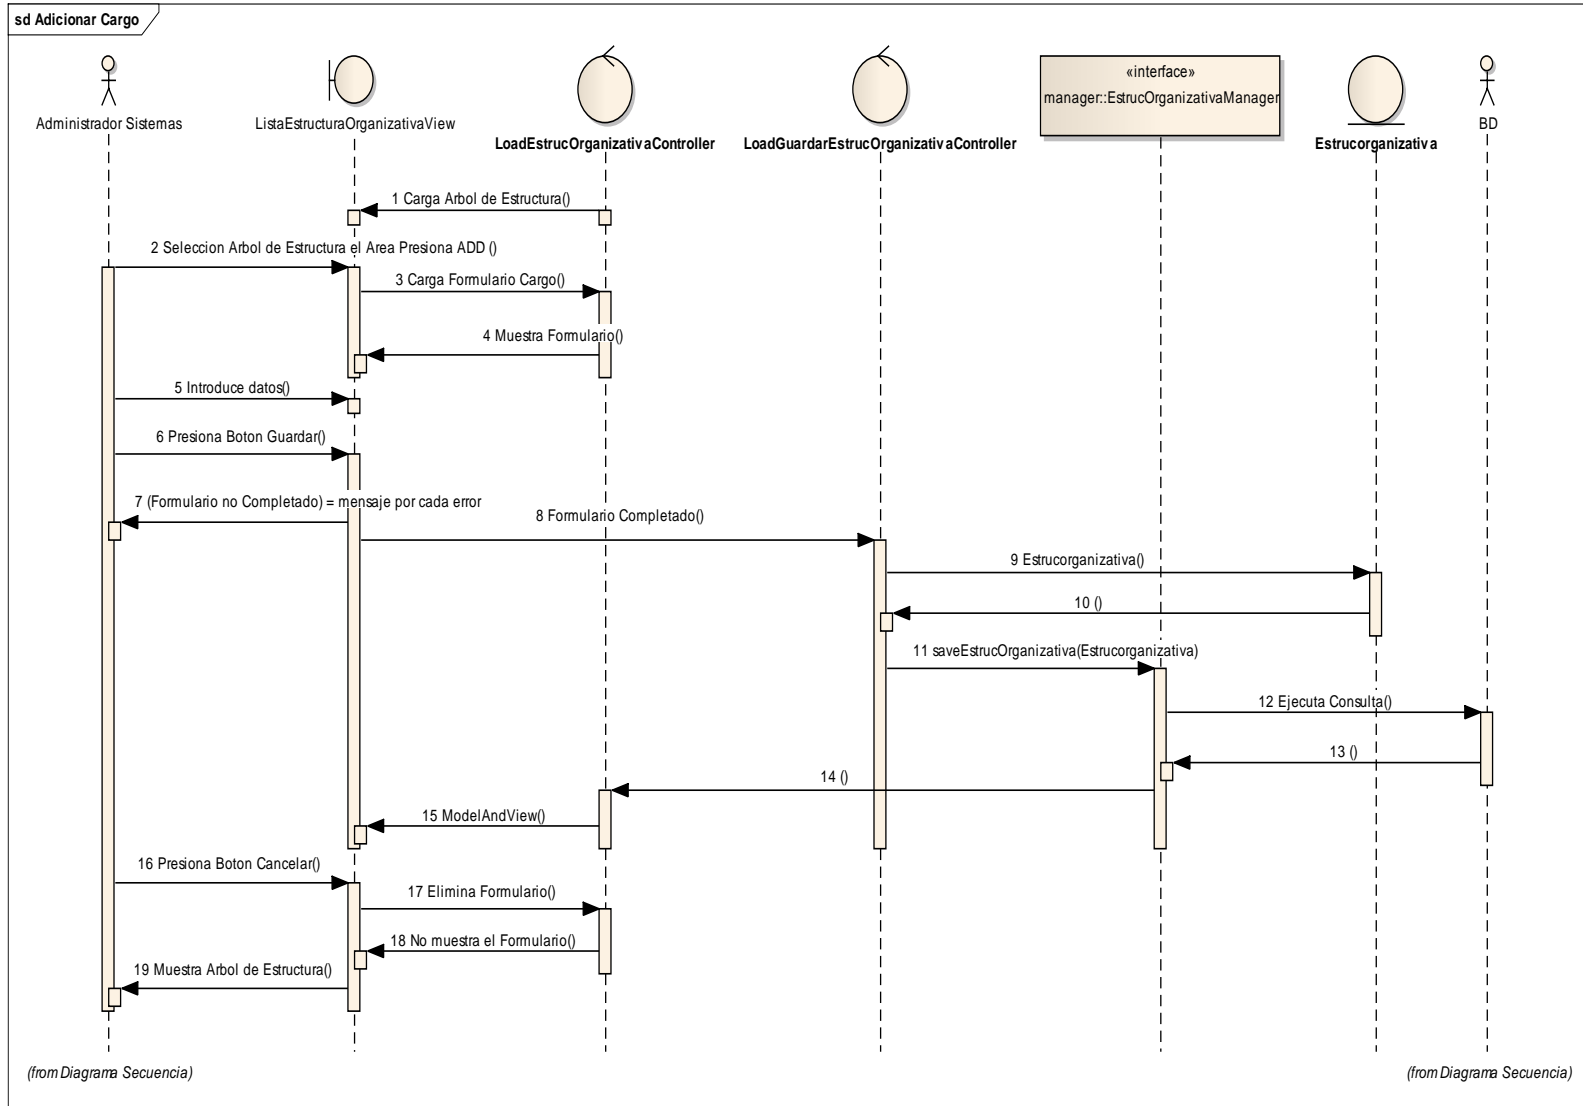 sd Adicionar Cargo
«interface»
manager::EstrucOrganizativaManager
Administrador Sistemas
ListaEstructuraOrganizativaView
BD
LoadEstrucOrganizativaController
LoadGuardarEstrucOrganizativaController
Estrucorganizativa
1 Carga Arbol de Estructura()
2 Seleccion Arbol de Estructura el Area Presiona ADD ()
3 Carga Formulario Cargo()
4 Muestra Formulario()
5 Introduce datos()
6 Presiona Boton Guardar()
7 (Formulario no Completado) = mensaje por cada error
8 Formulario Completado()
9 Estrucorganizativa()
10 ()
11 saveEstrucOrganizativa(Estrucorganizativa)
12 Ejecuta Consulta()
13 ()
14 ()
15 ModelAndView()
16 Presiona Boton Cancelar()
17 Elimina Formulario()
18 No muestra el Formulario()
19 Muestra Arbol de Estructura()
(from Diagrama Secuencia)
(from Diagrama Secuencia)